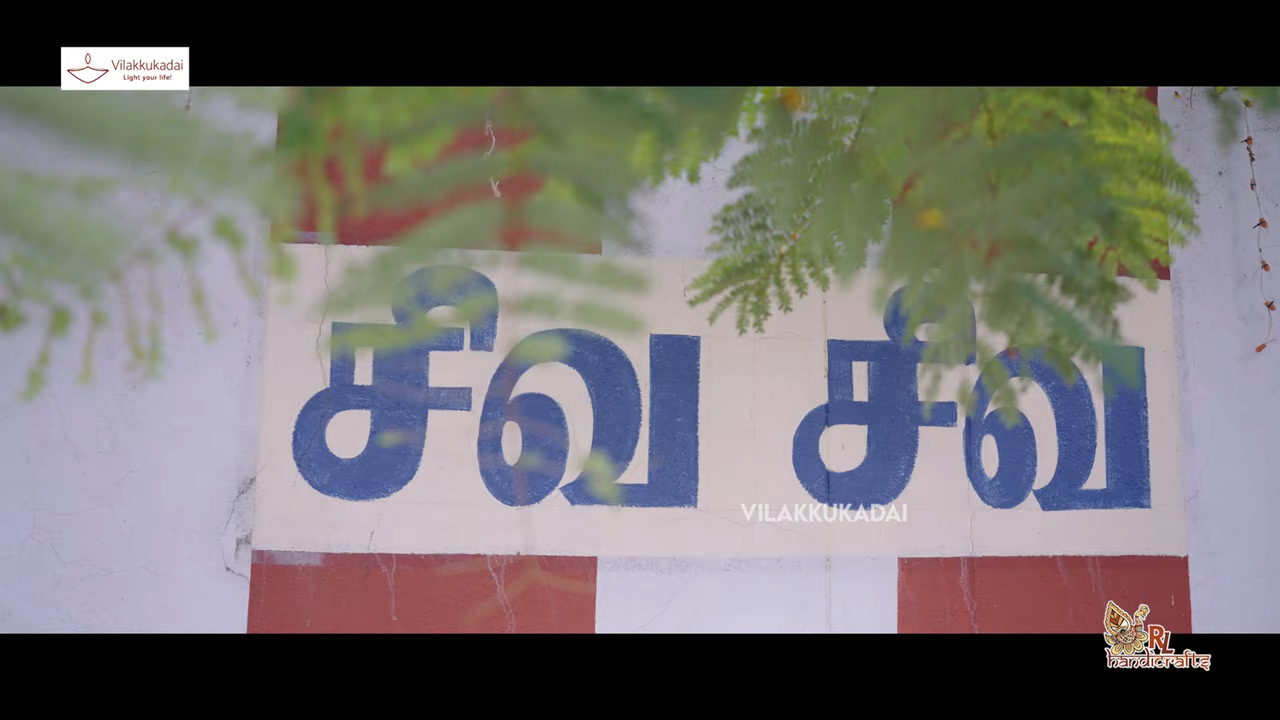 Vilakkukadai
Light your life!
சிவ சிவ
VILAKKUKADAI
RL
handicrafts